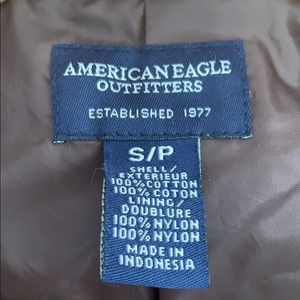 AMERICAN EAGLE
OUTFITTERS
ESTABLISHED 1977
S/P
SHELL/
EXTERIEUR
100% COTTON
100% COTON
LINING/
DOUBLURE
100% NYLON
100% NYLON
MADE IN
INDONESIA